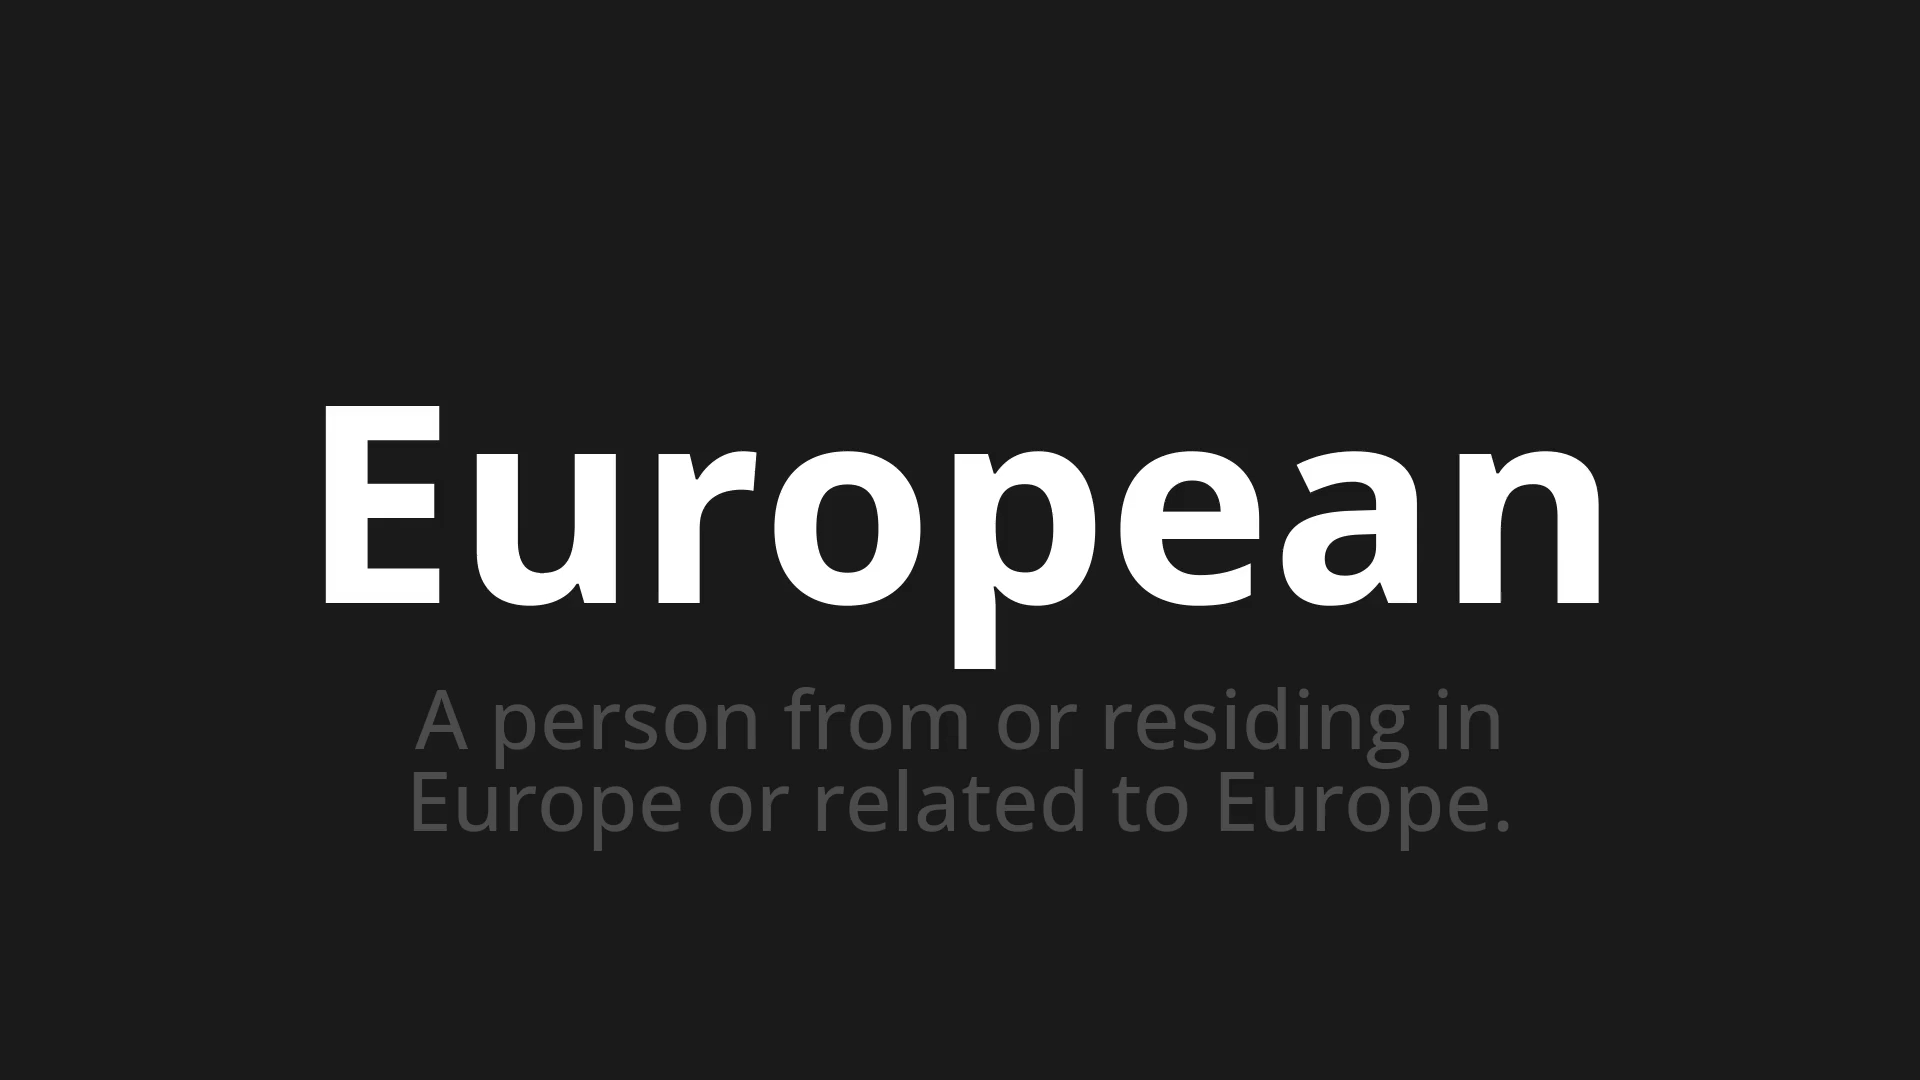 European
A person from or residing in
Europe or related to Europe.